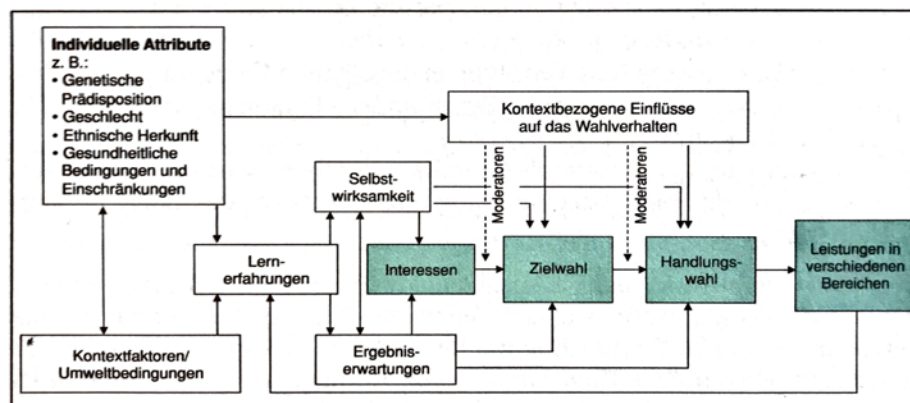 Individuelle Attribute
z. B.:
• Genetische
Prädisposition
• Geschlecht
• Ethnische Herkunft
• Gesundheitliche
Bedingungen und
Einschränkungen
Kontextbezogene Einflüsse
auf das Wahlverhalten
Selbst-
wirksamkeit
Moderatoren
Moderatoren
Lern-
erfahrungen
Interessen
Zielwahl
Handlungs-
wahl
Leistungen in
verschiedenen
Bereichen
Kontextfaktoren/
Umweltbedingungen
Ergebnis-
erwartungen